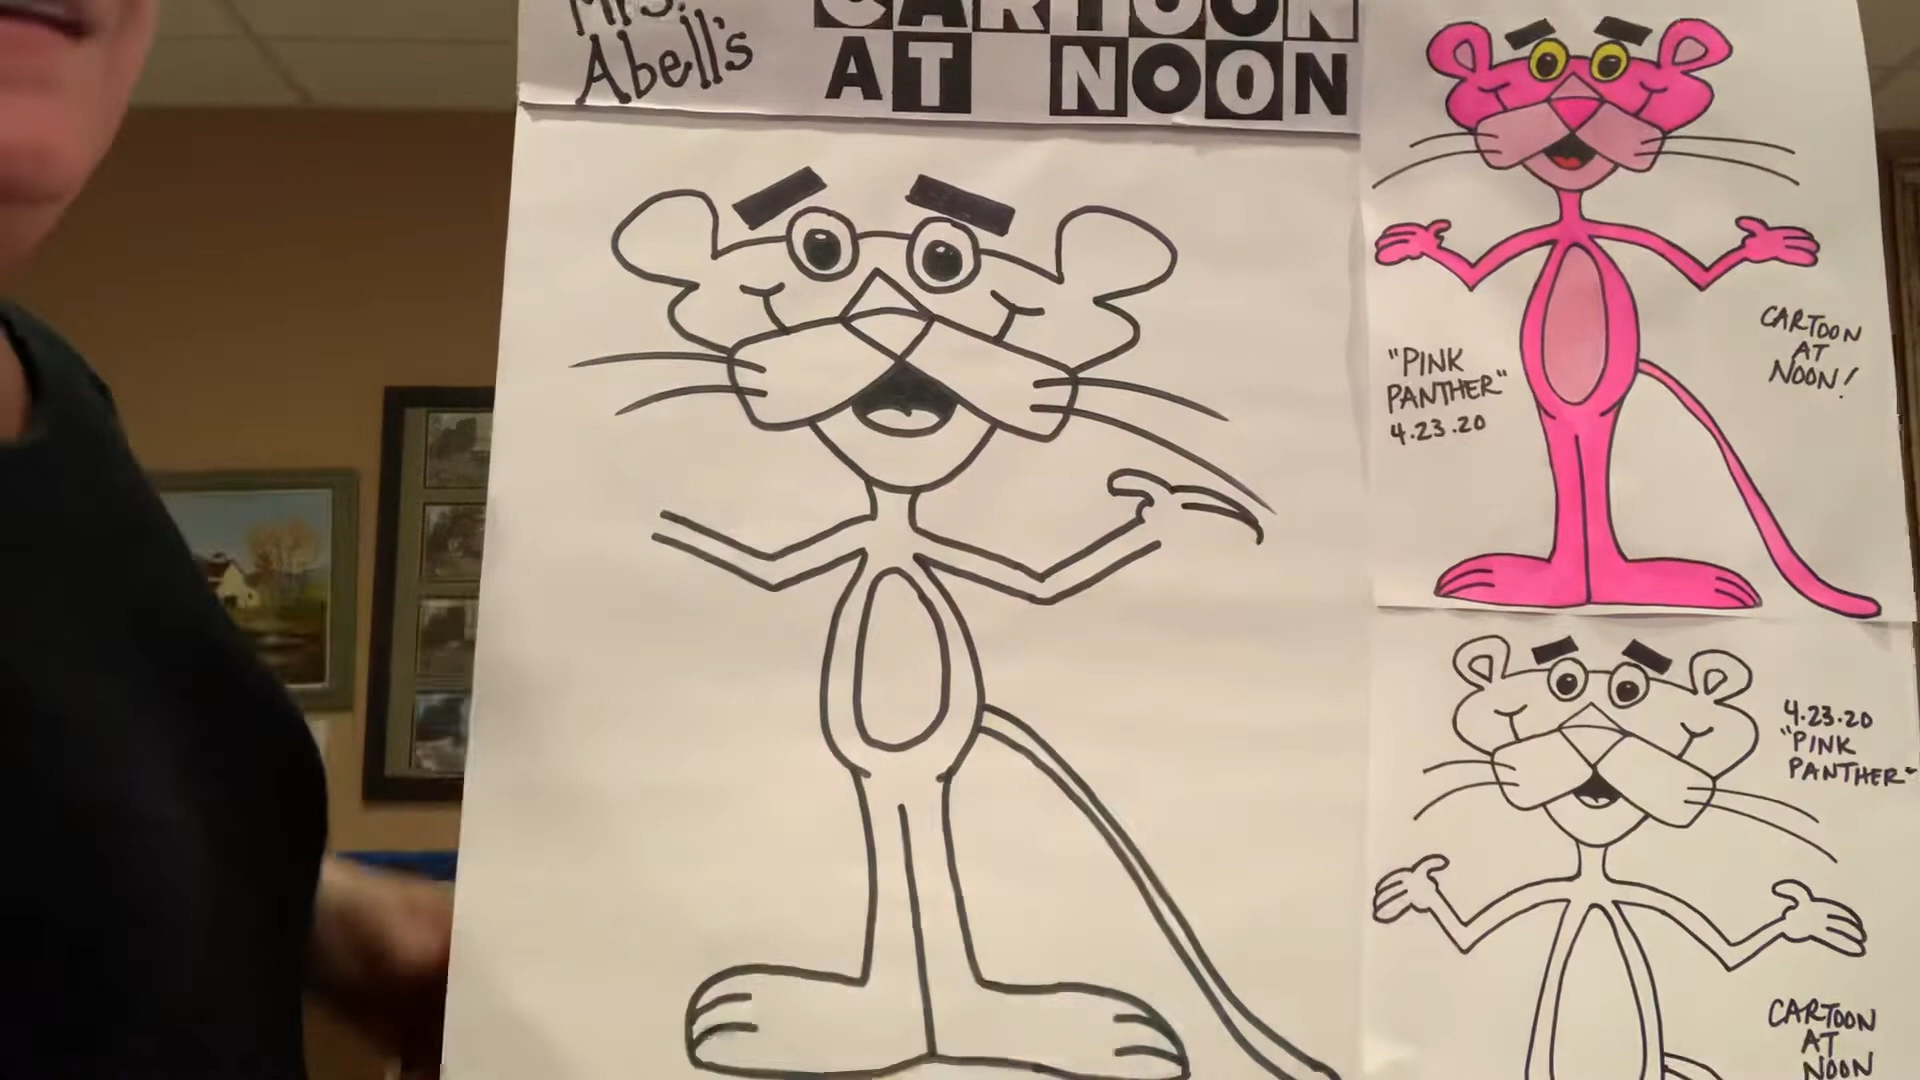 Mrs.
Abell's
CARTOON
AT NOON
"PINK
PANTHER"
4.23.20
CARTOON
AT
NOON!
4.23.20
"PINK
PANTHER"
CARTOON
AT
NOON